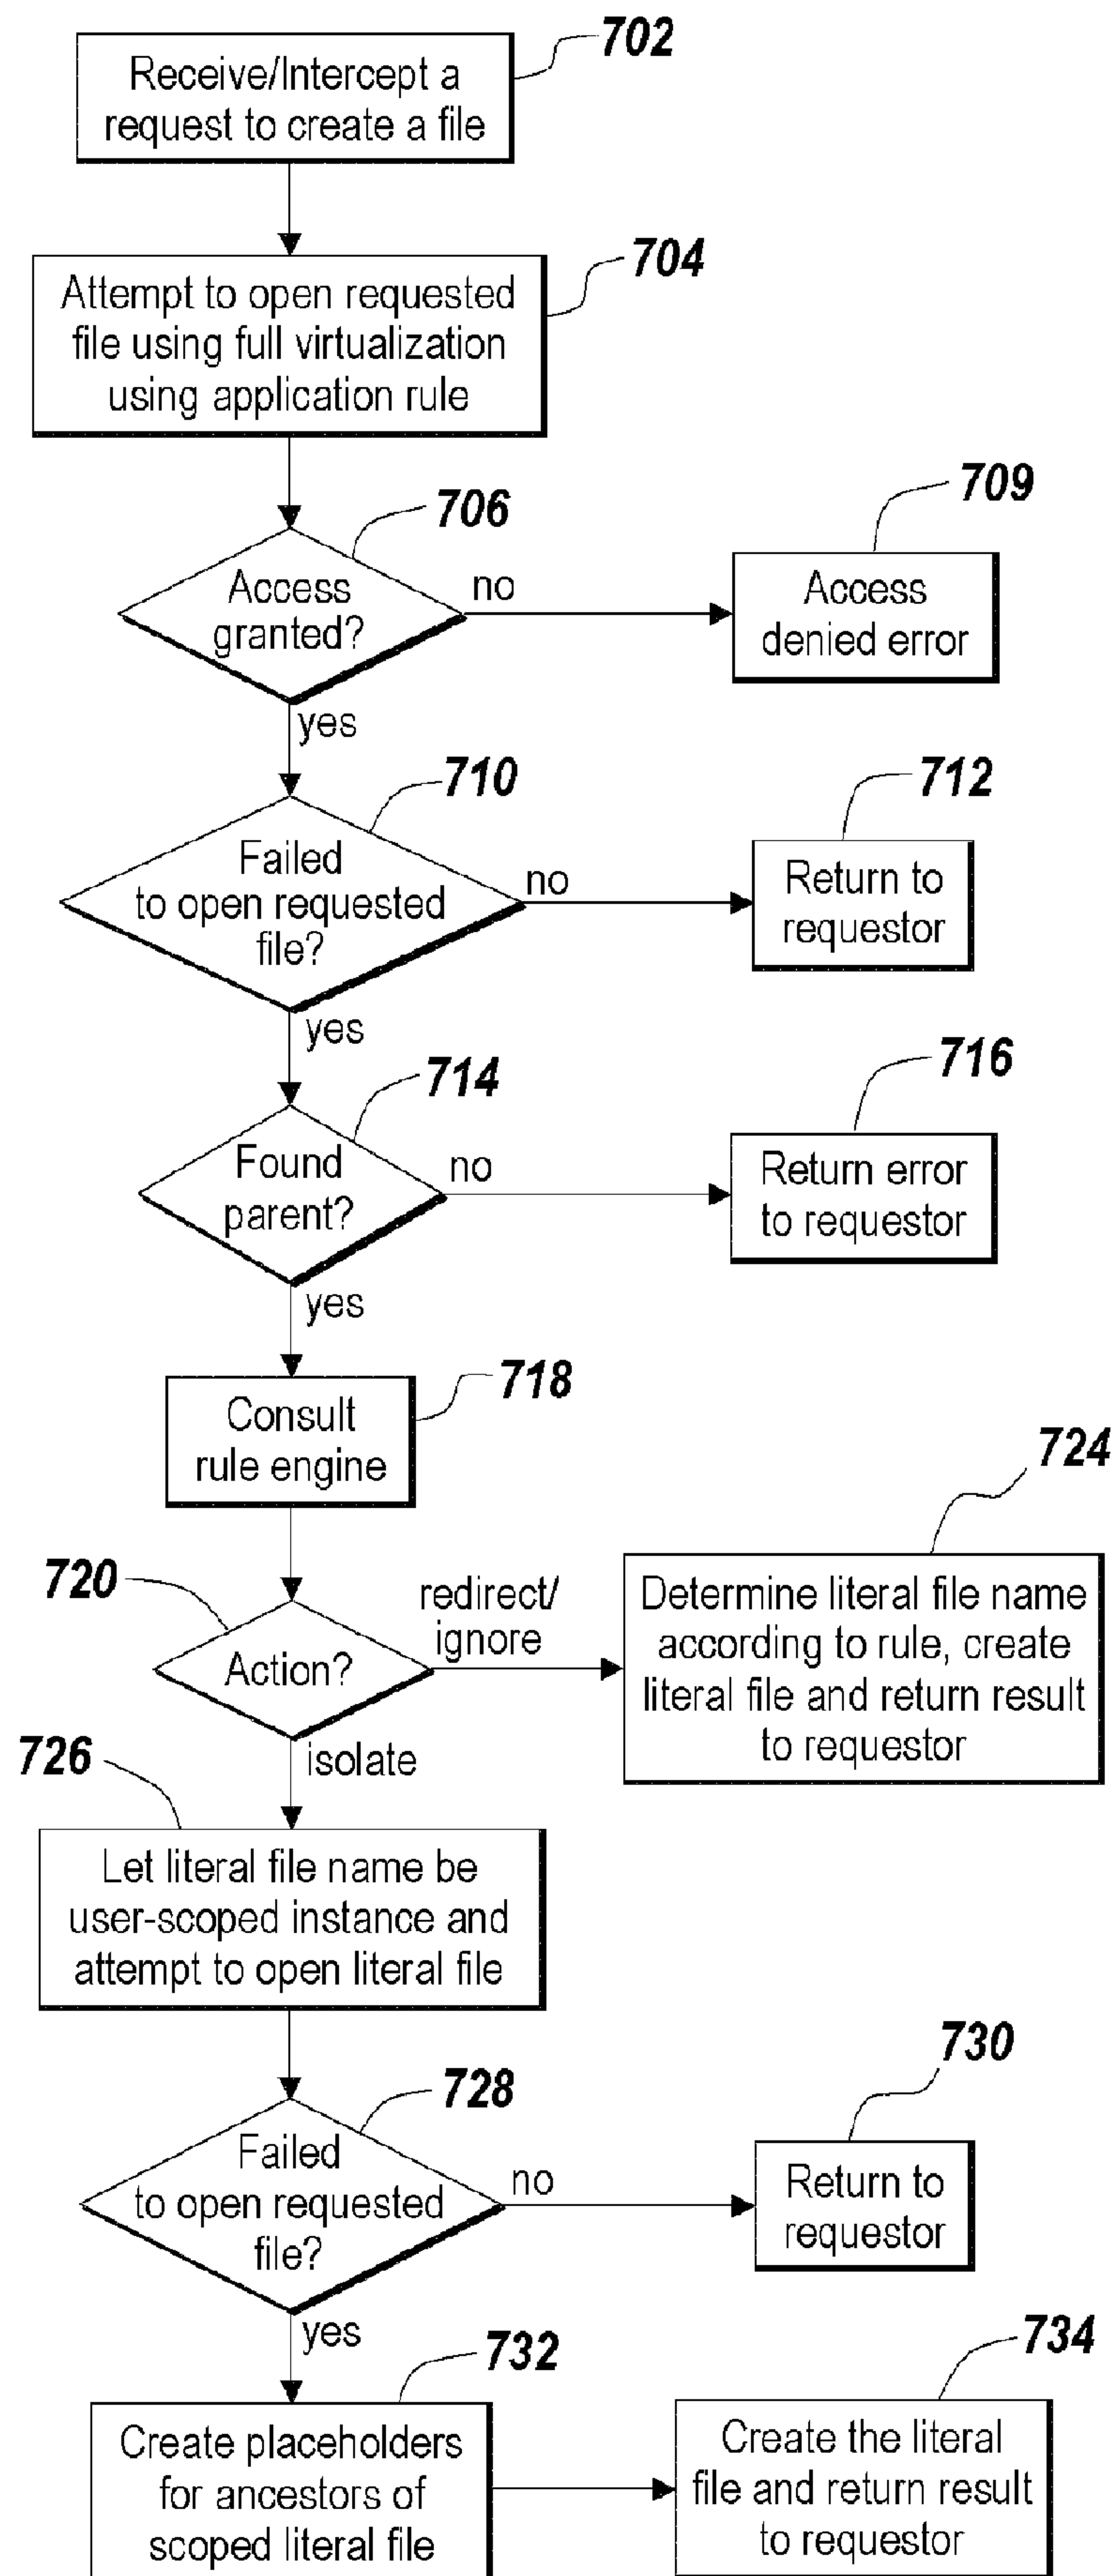 702
Receive/Intercept a
request to create a file
704
Attempt to open requested
file using full virtualization
using application rule
706
Access
granted?
no
709
Access
denied error
yes
710
Failed
to open requested
file?
no
712
Return to
requestor
yes
714
Found
parent?
no
716
Return error
to requestor
yes
718
Consult
rule engine
720
Action?
redirect/
ignore
724
Determine literal file name
according to rule, create
literal file and return result
to requestor
isolate
726
Let literal file name be
user-scoped instance and
attempt to open literal file
728
Failed
to open requested
file?
no
730
Return to
requestor
yes
732
Create placeholders
for ancestors of
scoped literal file
734
Create the literal
file and return result
to requestor